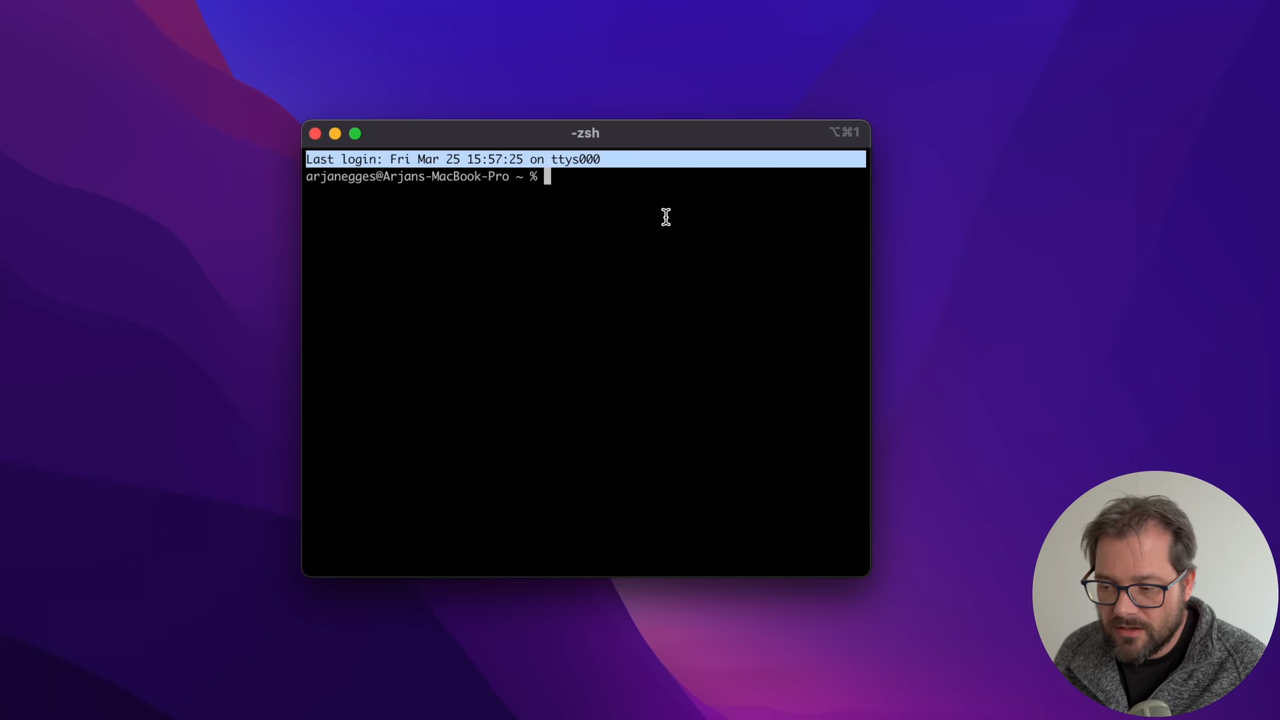 -zsh
⌥⌘1
Last login: Fri Mar 25 15:57:25 on ttys000
arjanegges@Arjans-MacBook-Pro ~ %